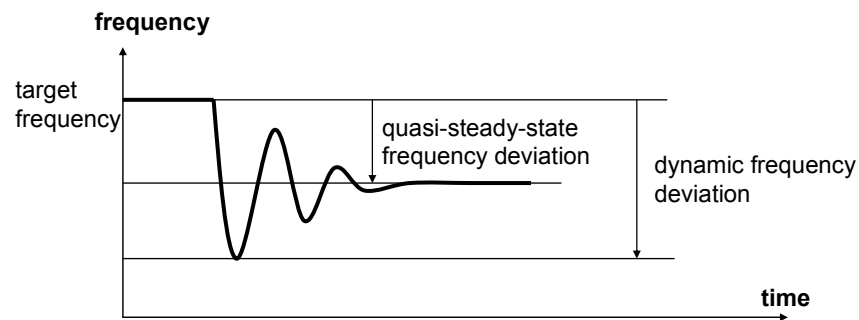 frequency
target
frequency
quasi-steady-state
frequency deviation
dynamic frequency
deviation
time